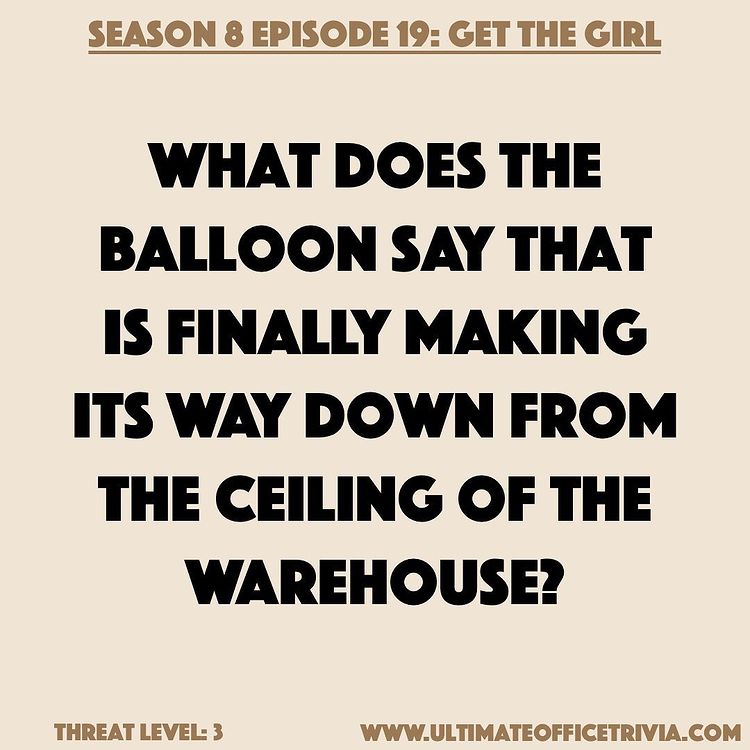 SEASON 8 EPISODE 19: GET THE GIRL
WHAT DOES THE
BALLOON SAY THAT
IS FINALLY MAKING
ITS WAY DOWN FROM
THE CEILING OF THE
WAREHOUSE?
THREAT LEVEL: 3
WWW.ULTIMATEOFFICETRIVIA.COM